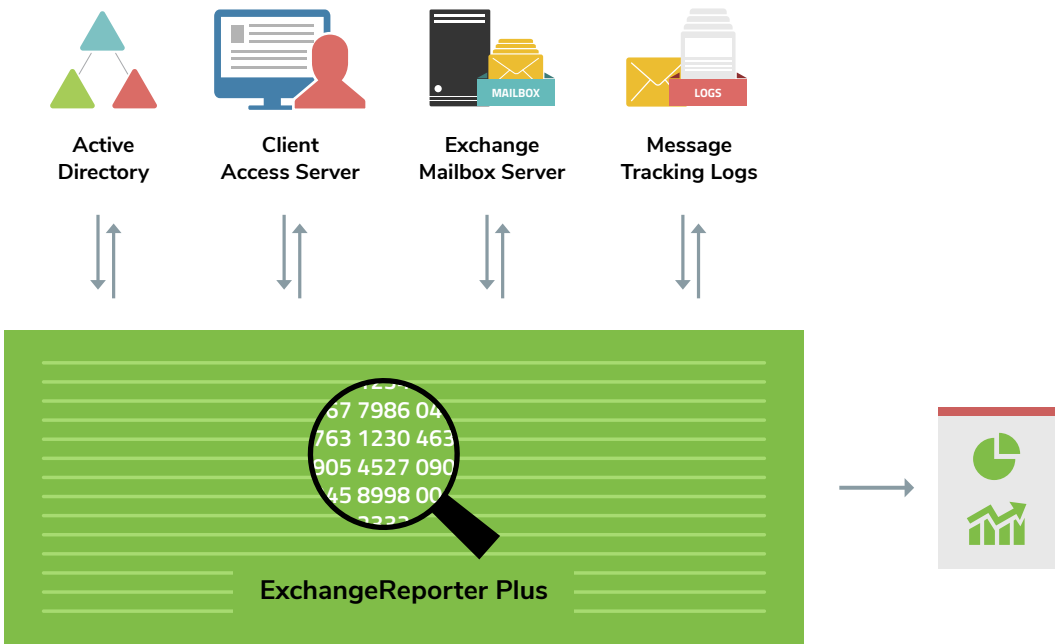 MAILBOX
LOGS
Active
Directory
Client
Access Server
Exchange
Mailbox Server
Message
Tracking Logs
67 7986 04
763 1230 463
905 4527 090
45 8998 00
ExchangeReporter Plus